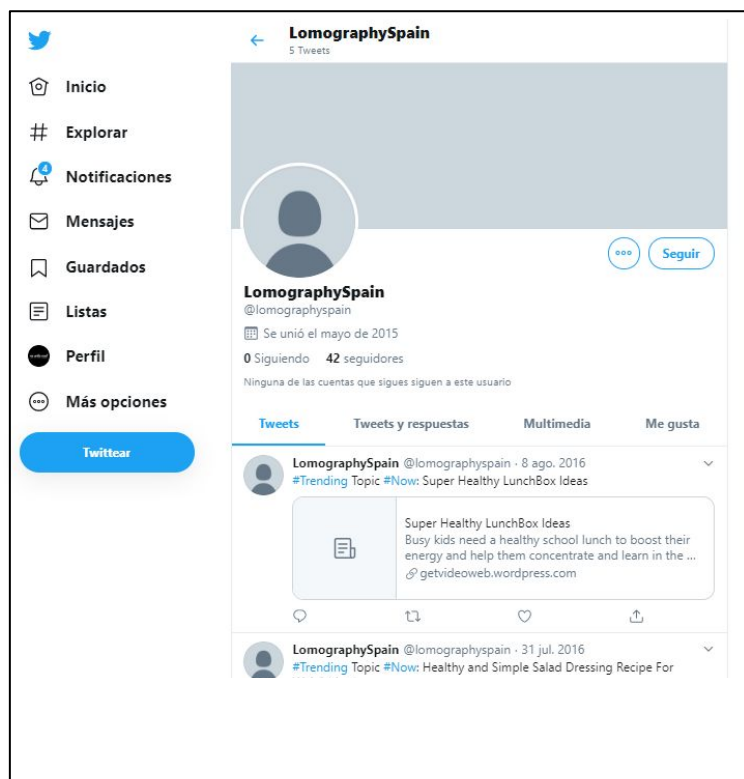 LomographySpain
5 Tweets
Inicio
Explorar
4
Notificaciones
Mensajes
Guardados
Listas
Perfil
Más opciones
Twittear
Seguir
LomographySpain
@lomographyspain
Se unió el mayo de 2015
0 Siguiendo 42 seguidores
Ninguna de las cuentas que sigues siguen a este usuario
Tweets Tweets y respuestas Multimedia Me gusta
LomographySpain @lomographyspain · 8 ago. 2016
#Trending Topic #Now: Super Healthy LunchBox Ideas
Super Healthy LunchBox Ideas
Busy kids need a healthy school lunch to boost their
energy and help them concentrate and learn in the ...
getvideoweb.wordpress.com
LomographySpain @lomographyspain · 31 jul. 2016
#Trending Topic #Now: Healthy and Simple Salad Dressing Recipe For